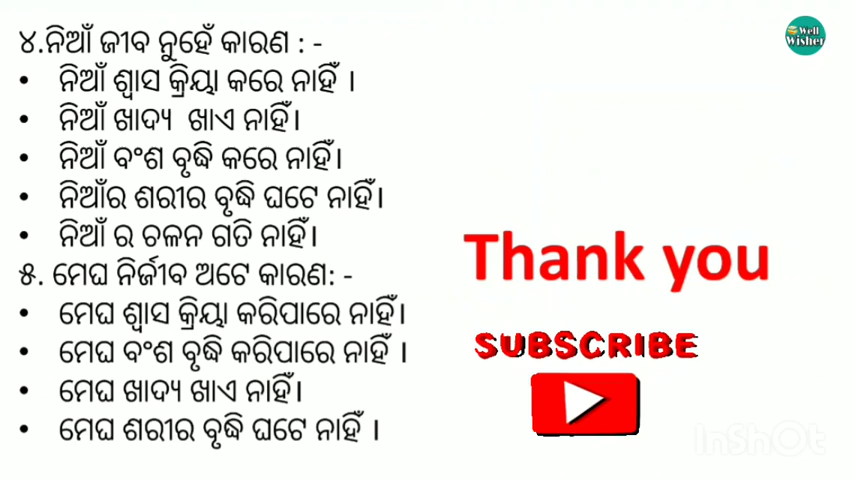 ୪.ନିଆଁ ଜୀବ ନୁହେଁ କାରଣ : -
• ନିଆଁ ଶ୍ୱାସ କ୍ରିୟା କରେ ନାହିଁ ।
• ନିଆଁ ଖାଦ୍ୟ ଖାଏ ନାହିଁ।
• ନିଆଁ ବଂଶ ବୃଦ୍ଧି କରେ ନାହିଁ।
• ନିଆଁର ଶରୀର ବୃଦ୍ଧି ଘଟେ ନାହିଁ।
• ନିଆଁ ର ଚଳନ ଗତି ନାହିଁ।
୫. ମେଘ ନିର୍ଜୀବ ଅଟେ କାରଣ: -
• ମେଘ ଶ୍ୱାସ କ୍ରିୟା କରିପାରେ ନାହିଁ।
• ମେଘ ବଂଶ ବୃଦ୍ଧି କରିପାରେ ନାହିଁ ।
• ମେଘ ଖାଦ୍ୟ ଖାଏ ନାହିଁ।
• ମେଘ ଶରୀର ବୃଦ୍ଧି ଘଟେ ନାହିଁ ।
Well
Wisher
Thank you
SUBSCRIBE
InShOt